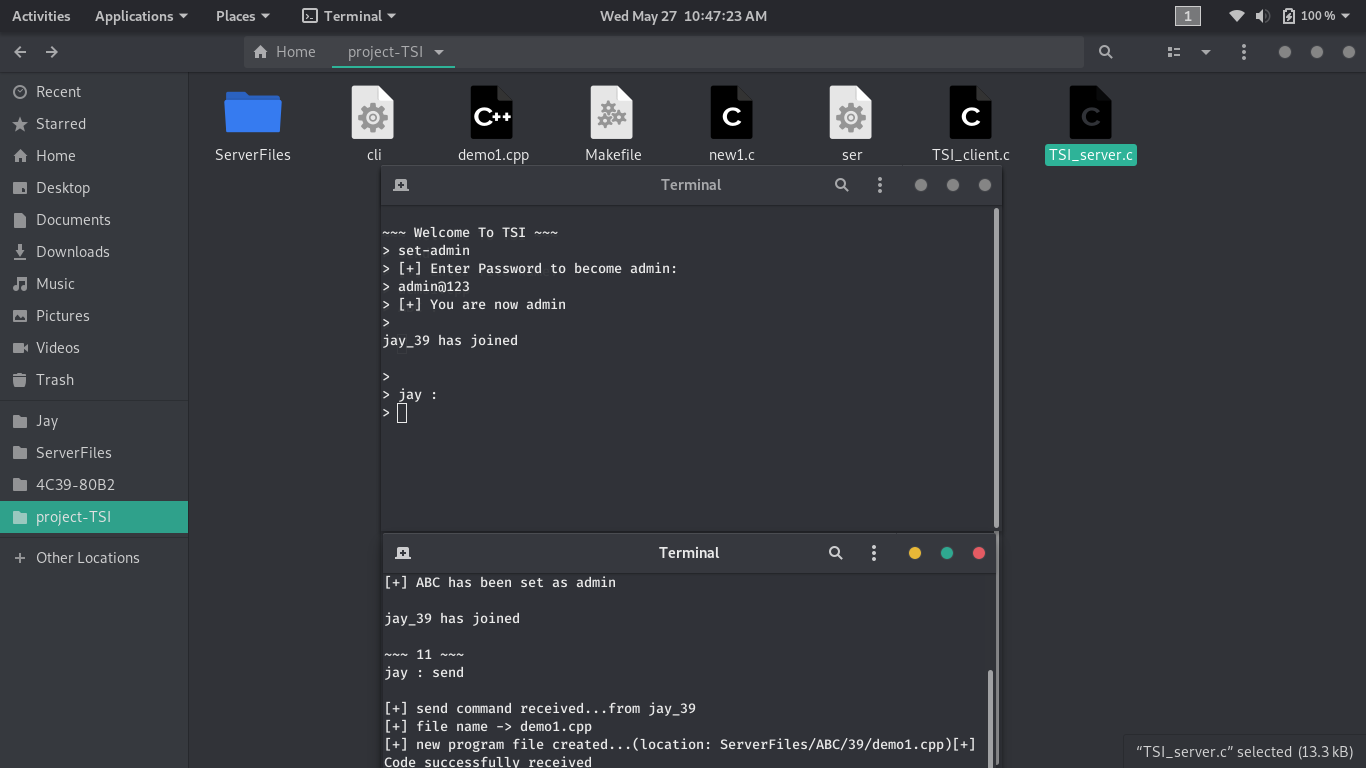 Activities Applications Places Terminal Wed May 27 10:47:23 AM 1 100 %
Home project-TSI
Recent
Starred
Home
Desktop
Documents
Downloads
Music
Pictures
Videos
Trash
Jay
ServerFiles
4C39-80B2
project-TSI
+ Other Locations
ServerFiles cli demo1.cpp Makefile new1.c ser TSI_client.c TSI_server.c
C++ C C C
Terminal
~~~ Welcome To TSI ~~~
> set-admin
> [+] Enter Password to become admin:
> admin@123
> [+] You are now admin
>
jay_39 has joined
>
> jay :
>
Terminal
[+] ABC has been set as admin
jay_39 has joined
~~~ 11 ~~~
jay : send
[+] send command received...from jay_39
[+] file name -> demo1.cpp
[+] new program file created...(location: ServerFiles/ABC/39/demo1.cpp)[+]
Code successfully received
“TSI_server.c” selected (13.3 kB)